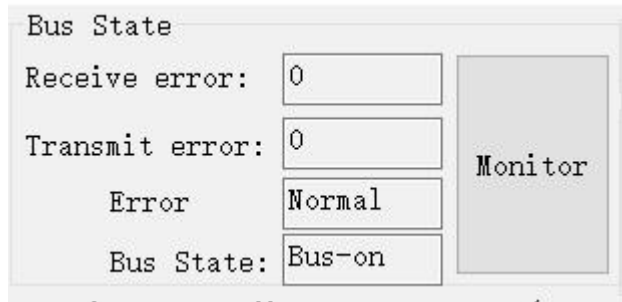 Bus State
Receive error: 0
Transmit error: 0
Monitor
Error Normal
Bus State: Bus-on